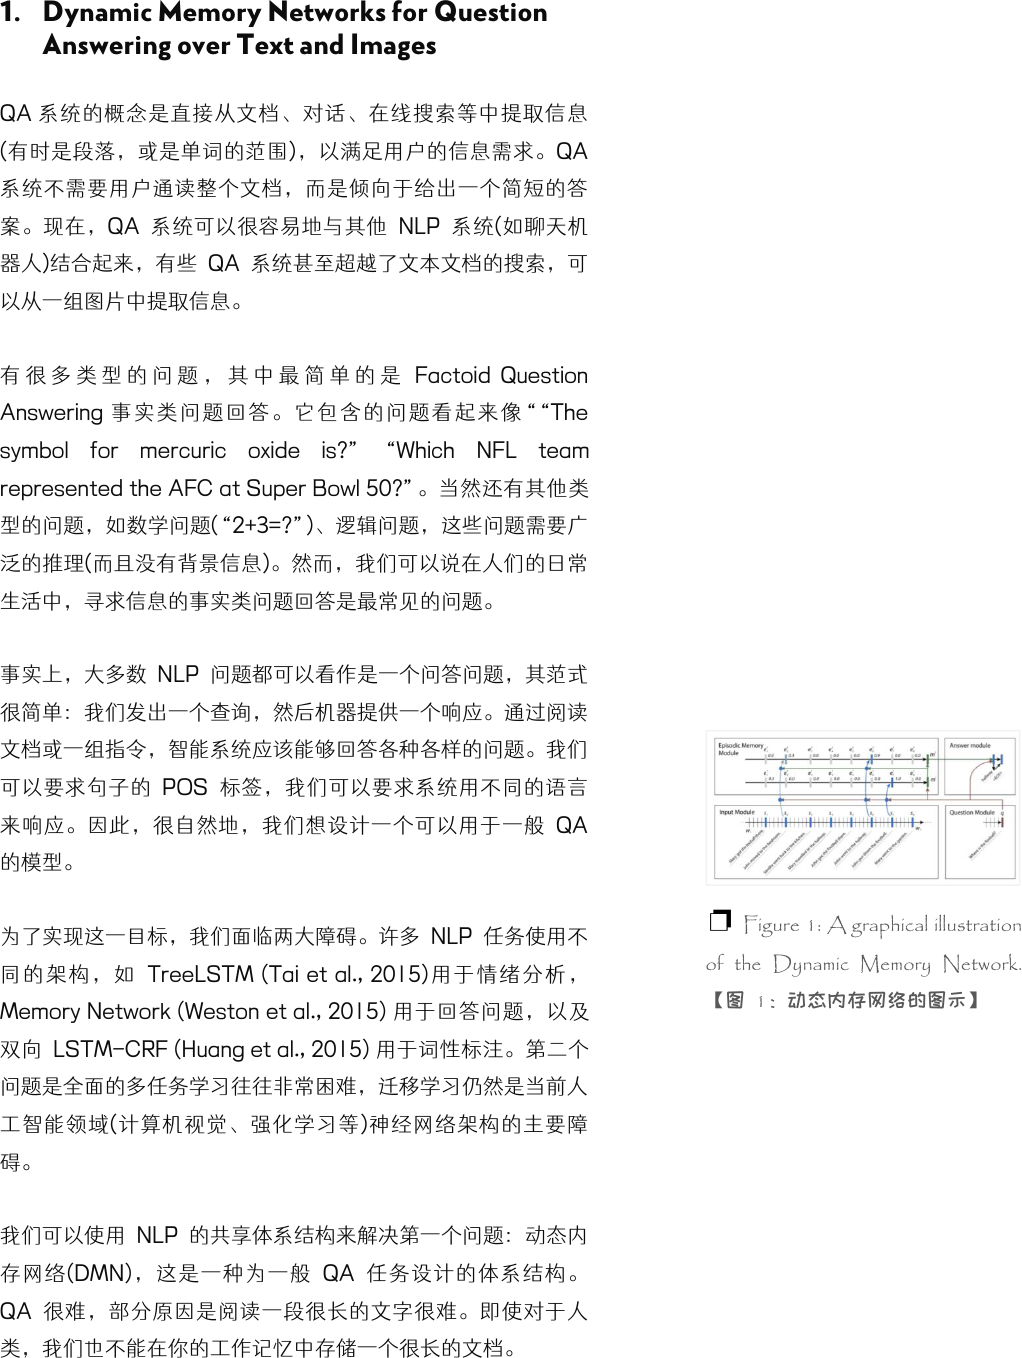 1. Dynamic Memory Networks for Question
Answering over Text and Images
QA 系统的概念是直接从文档、对话、在线搜索等中提取信息
(有时是段落，或是单词的范围)，以满足用户的信息需求。QA
系统不需要用户通读整个文档，而是倾向于给出一个简短的答
案。现在，QA 系统可以很容易地与其他 NLP 系统(如聊天机
器人)结合起来，有些 QA 系统甚至超越了文本文档的搜索，可
以从一组图片中提取信息。
有很多类型的问题，其中最简单的是 Factoid Question
Answering 事实类问题回答。它包含的问题看起来像 “ “The
symbol for mercuric oxide is?” “Which NFL team
represented the AFC at Super Bowl 50?” 。当然还有其他类
型的问题，如数学问题( “2+3=?” )、逻辑问题，这些问题需要广
泛的推理(而且没有背景信息)。然而，我们可以说在人们的日常
生活中，寻求信息的事实类问题回答是最常见的问题。
事实上，大多数 NLP 问题都可以看作是一个问答问题，其范式
很简单：我们发出一个查询，然后机器提供一个响应。通过阅读
文档或一组指令，智能系统应该能够回答各种各样的问题。我们
可以要求句子的 POS 标签，我们可以要求系统用不同的语言
来响应。因此，很自然地，我们想设计一个可以用于一般 QA
的模型。
为了实现这一目标，我们面临两大障碍。许多 NLP 任务使用不
同的架构，如 TreeLSTM (Tai et al., 2015)用于情绪分析，
Memory Network (Weston et al., 2015) 用于回答问题，以及
双向 LSTM-CRF (Huang et al., 2015) 用于词性标注。第二个
问题是全面的多任务学习往往非常困难，迁移学习仍然是当前人
工智能领域(计算机视觉、强化学习等)神经网络架构的主要障
碍。
我们可以使用 NLP 的共享体系结构来解决第一个问题：动态内
存网络(DMN)，这是一种为一般 QA 任务设计的体系结构。
QA 很难，部分原因是阅读一段很长的文字很难。即使对于人
类，我们也不能在你的工作记忆中存储一个很长的文档。
Episodic Memory
Module
Answer module
Input Module
Question Module
Figure 1: A graphical illustration
of the Dynamic Memory Network.
【图 1：动态内存网络的图示】